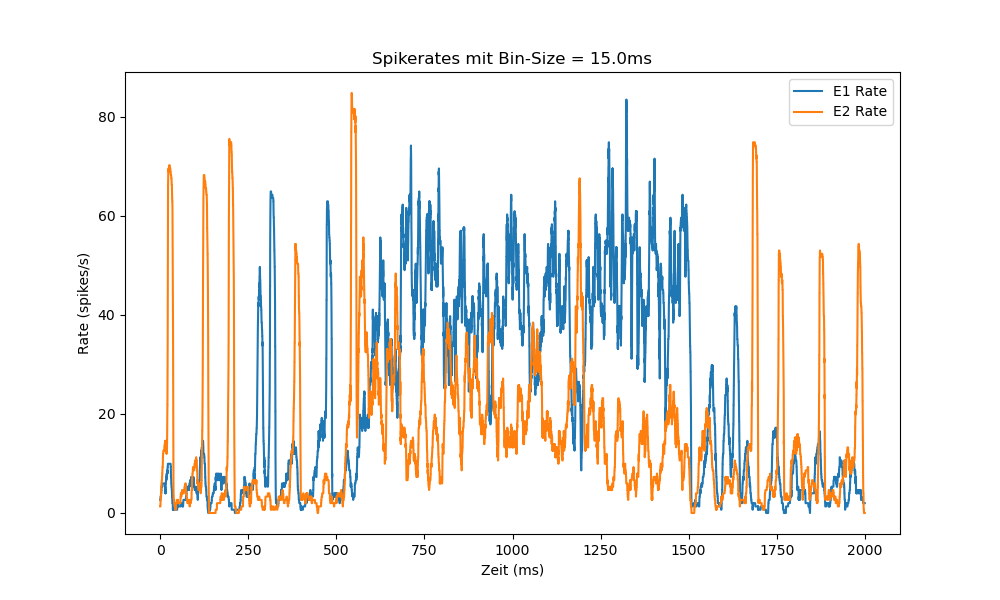 Spikerates mit Bin-Size = 15.0ms
E1 Rate
E2 Rate
80
60
40
20
0
Rate (spikes/s)
0 250 500 750 1000 1250 1500 1750 2000
Zeit (ms)